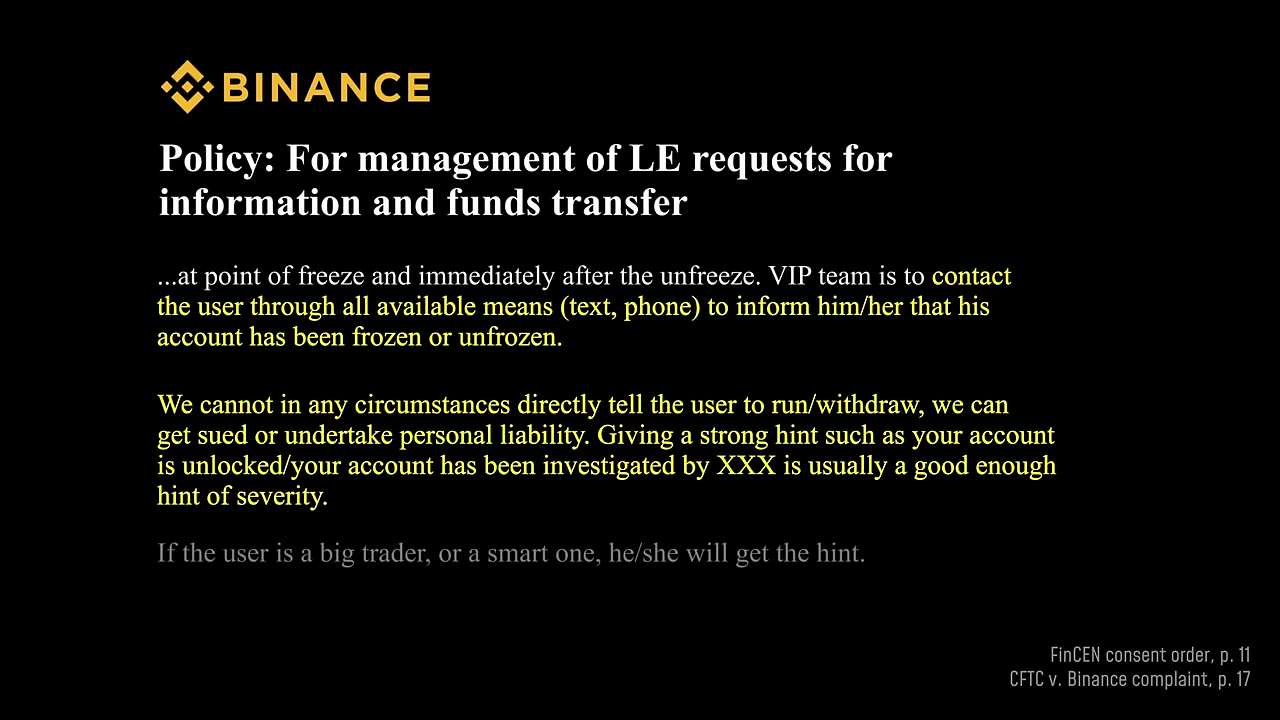 BINANCE
Policy: For management of LE requests for
information and funds transfer
...at point of freeze and immediately after the unfreeze. VIP team is to contact
the user through all available means (text, phone) to inform him/her that his
account has been frozen or unfrozen.
We cannot in any circumstances directly tell the user to run/withdraw, we can
get sued or undertake personal liability. Giving a strong hint such as your account
is unlocked/your account has been investigated by XXX is usually a good enough
hint of severity.
If the user is a big trader, or a smart one, he/she will get the hint.
FinCEN consent order, p. 11
CFTC v. Binance complaint, p. 17